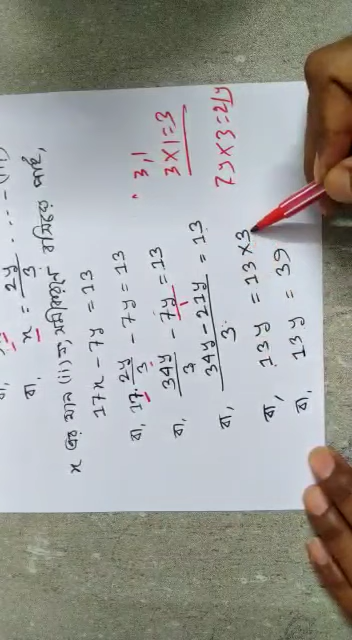 বা, x = 2y/3 .... (iii)
x এর মান (ii) নং সমীকরণে বসিয়ে পাই,
17x - 7y = 13
বা, 17 2y/3 - 7y = 13
বা, 34y/3 - 7y/1 = 13
বা, 34y - 21y/3 = 13
বা, 13y = 13×3
বা, 13y = 39
3,1
3×1=3
7y×3=21y